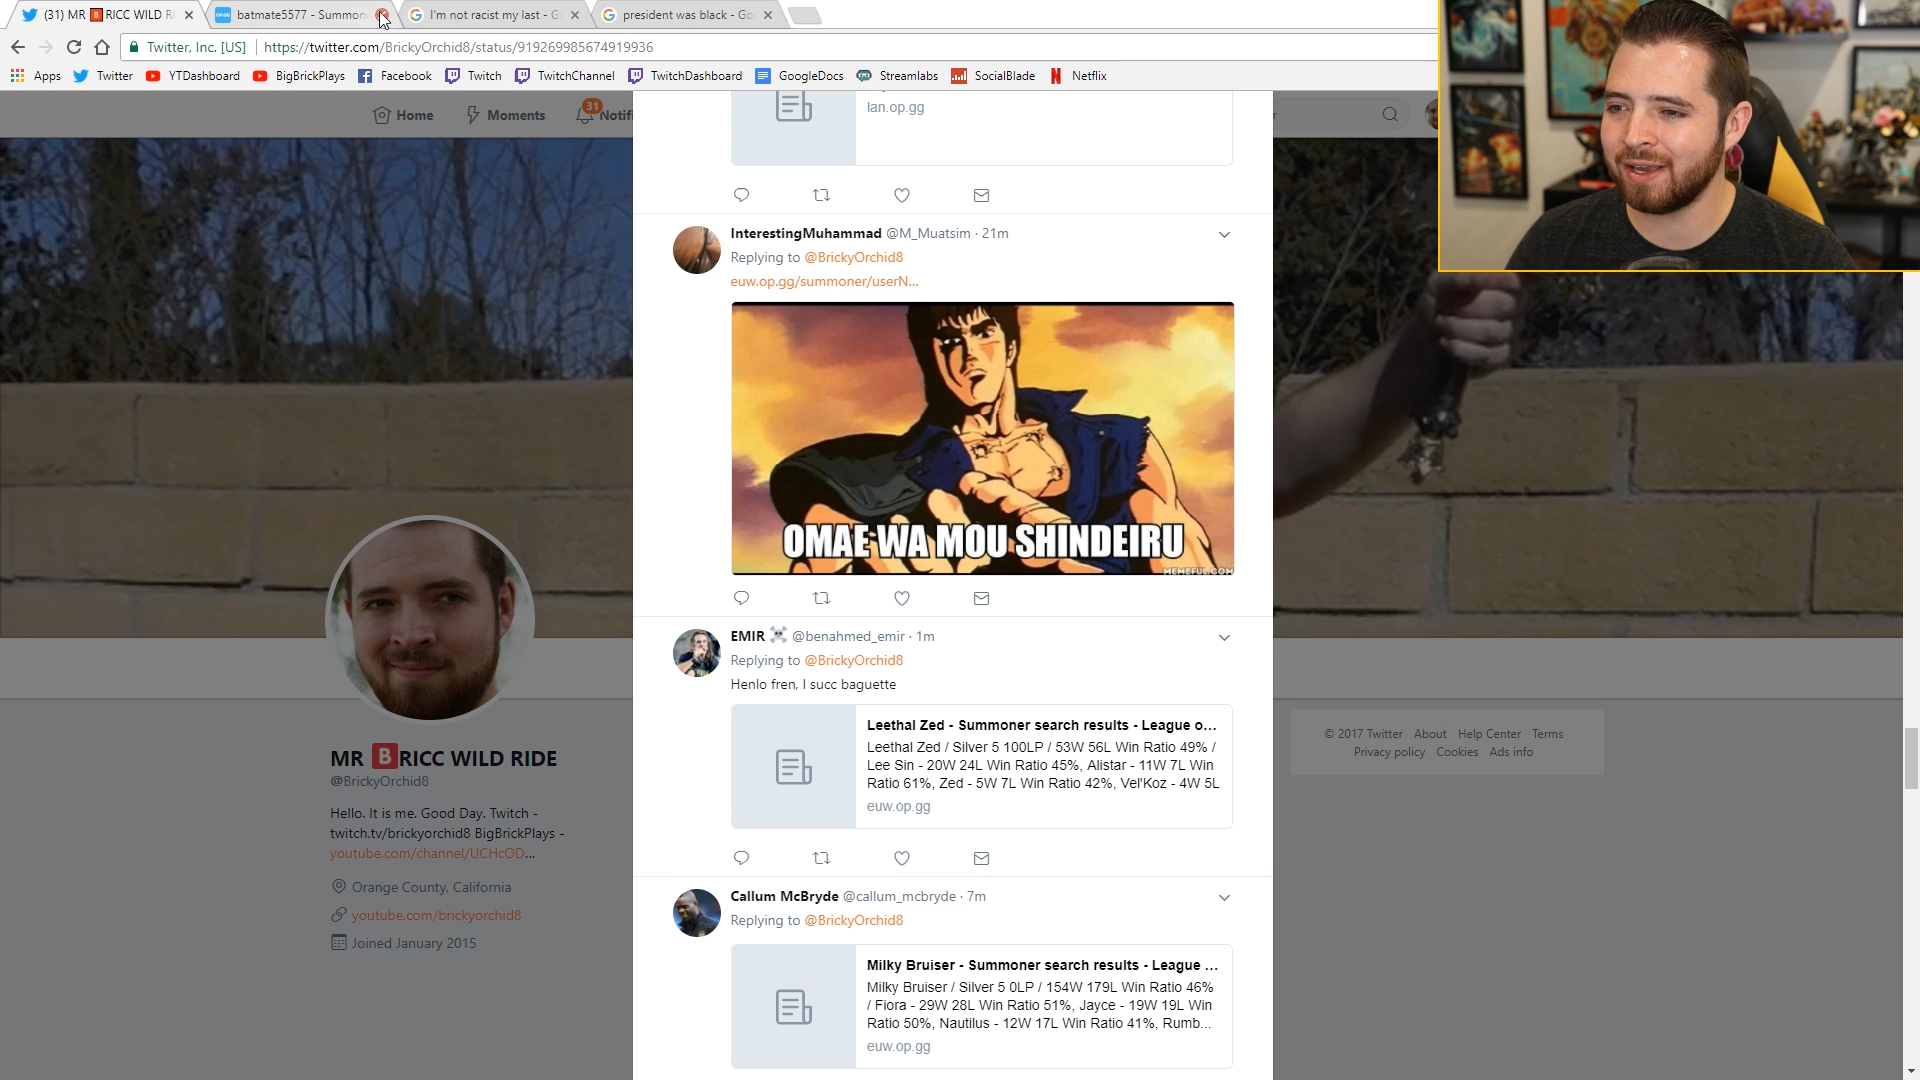 (31) MR 🅱RICC WILD RI
batmate5577 - Summon
I'm not racist my last - G
president was black - Go
Twitter, Inc. [US] https://twitter.com/BrickyOrchid8/status/919269985674919936
Apps Twitter YTDashboard BigBrickPlays Facebook Twitch TwitchChannel TwitchDashboard GoogleDocs Streamlabs SocialBlade Netflix
Home Moments 31 Notifi
lan.op.gg
InterestingMuhammad @M_Muatsim · 21m
Replying to @BrickyOrchid8
euw.op.gg/summoner/userN...
OMAE WA MOU SHINDEIRU
MEMEFUL.COM
EMIR ☠ @benahmed_emir · 1m
Replying to @BrickyOrchid8
Henlo fren, I succ baguette
Leethal Zed - Summoner search results - League o...
Leethal Zed / Silver 5 100LP / 53W 56L Win Ratio 49% /
Lee Sin - 20W 24L Win Ratio 45%, Alistar - 11W 7L Win
Ratio 61%, Zed - 5W 7L Win Ratio 42%, Vel'Koz - 4W 5L
euw.op.gg
Callum McBryde @callum_mcbryde · 7m
Replying to @BrickyOrchid8
Milky Bruiser - Summoner search results - League ...
Milky Bruiser / Silver 5 0LP / 154W 179L Win Ratio 46%
/ Fiora - 29W 28L Win Ratio 51%, Jayce - 19W 19L Win
Ratio 50%, Nautilus - 12W 17L Win Ratio 41%, Rumb...
euw.op.gg
MR 🅱RICC WILD RIDE
@BrickyOrchid8
Hello. It is me. Good Day. Twitch -
twitch.tv/brickyorchid8 BigBrickPlays -
youtube.com/channel/UCHcOD...
Orange County, California
youtube.com/brickyorchid8
Joined January 2015
© 2017 Twitter About Help Center Terms
Privacy policy Cookies Ads info